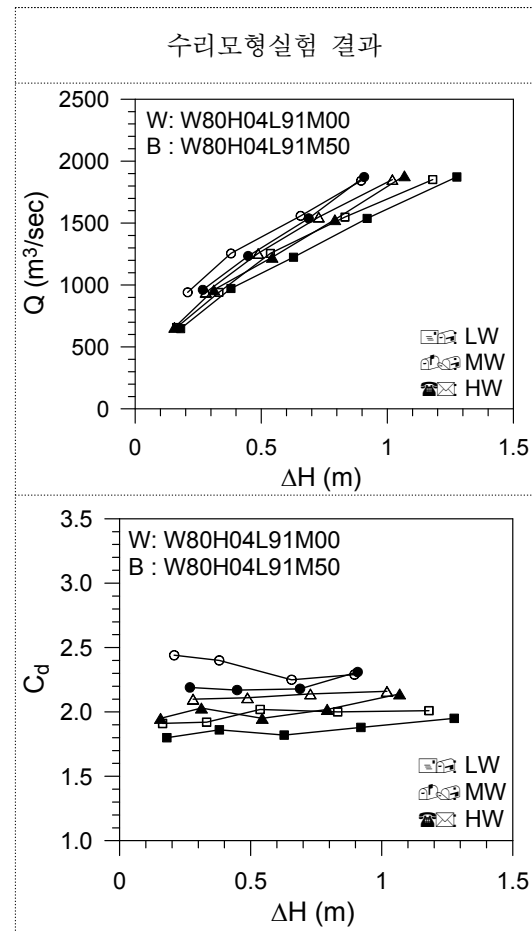 수리모형실험 결과
2500
2000
1500
1000
500
0
Q (m³/sec)
W: W80H04L91M00
B : W80H04L91M50
LW
MW
HW
0 0.5 1 1.5
ΔH (m)
3.5
3.0
2.5
2.0
1.5
1.0
C_d
W: W80H04L91M00
B : W80H04L91M50
LW
MW
HW
0 0.5 1 1.5
ΔH (m)